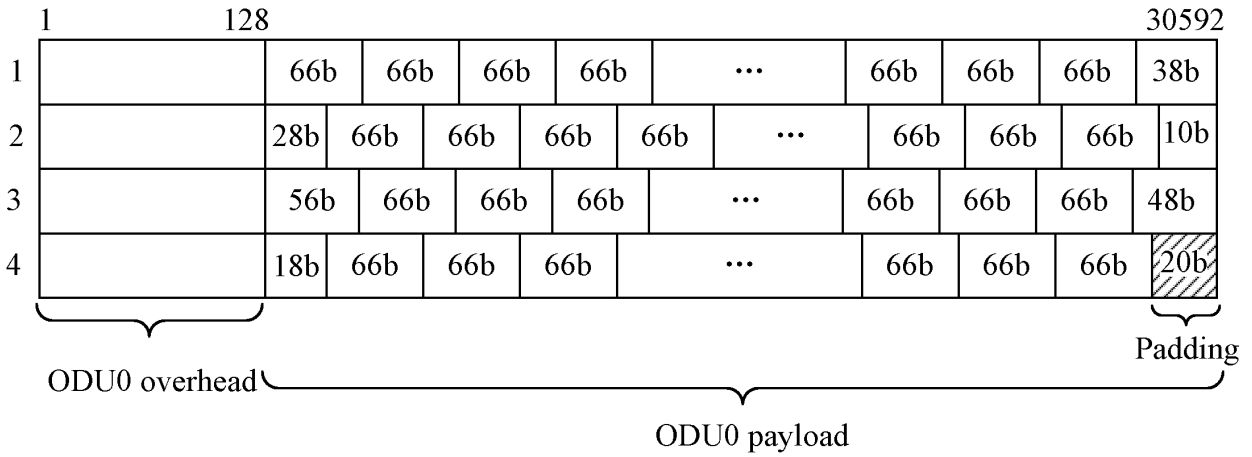 1 128 30592
1 66b 66b 66b 66b ... 66b 66b 66b 38b
2 28b 66b 66b 66b 66b ... 66b 66b 66b 10b
3 56b 66b 66b 66b ... 66b 66b 66b 48b
4 18b 66b 66b 66b ... 66b 66b 66b 20b
Padding
ODU0 overhead
ODU0 payload